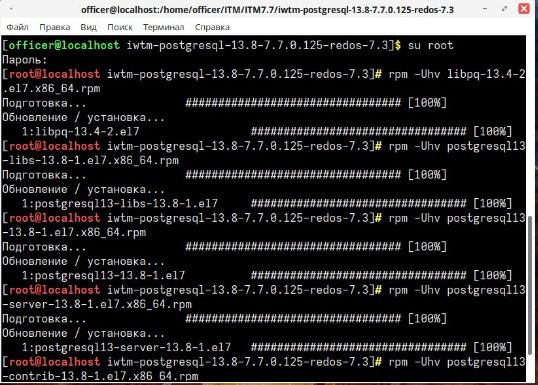 officer@localhost:/home/officer/ITM/ITM7.7/iwtm-postgresql-13.8-7.7.0.125-redos-7.3
Файл Правка Вид Поиск Терминал Справка
[officer@localhost iwtm-postgresql-13.8-7.7.0.125-redos-7.3]$ su root
Пароль:
[root@localhost iwtm-postgresql-13.8-7.7.0.125-redos-7.3]# rpm -Uhv libpq-13.4-2
.el7.x86_64.rpm
Подготовка... ################################# [100%]
Обновление / установка...
1:libpq-13.4-2.el7 ################################# [100%]
[root@localhost iwtm-postgresql-13.8-7.7.0.125-redos-7.3]# rpm -Uhv postgresql13
-libs-13.8-1.el7.x86_64.rpm
Подготовка... ################################# [100%]
Обновление / установка...
1:postgresql13-libs-13.8-1.el7 ################################# [100%]
[root@localhost iwtm-postgresql-13.8-7.7.0.125-redos-7.3]# rpm -Uhv postgresql13
-13.8-1.el7.x86_64.rpm
Подготовка... ################################# [100%]
Обновление / установка...
1:postgresql13-13.8-1.el7 ################################# [100%]
[root@localhost iwtm-postgresql-13.8-7.7.0.125-redos-7.3]# rpm -Uhv postgresql13
-server-13.8-1.el7.x86_64.rpm
Подготовка... ################################# [100%]
Обновление / установка...
1:postgresql13-server-13.8-1.el7 ################################# [100%]
[root@localhost iwtm-postgresql-13.8-7.7.0.125-redos-7.3]# rpm -Uhv postgresql13
-contrib-13.8-1.el7.x86_64.rpm